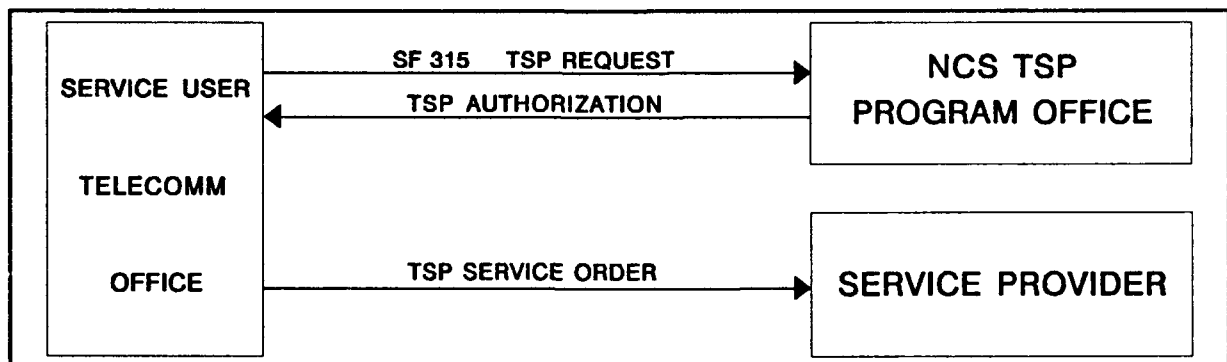 SERVICE USER
TELECOMM
OFFICE
SF 315 TSP REQUEST
TSP AUTHORIZATION
TSP SERVICE ORDER
NCS TSP
PROGRAM OFFICE
SERVICE PROVIDER